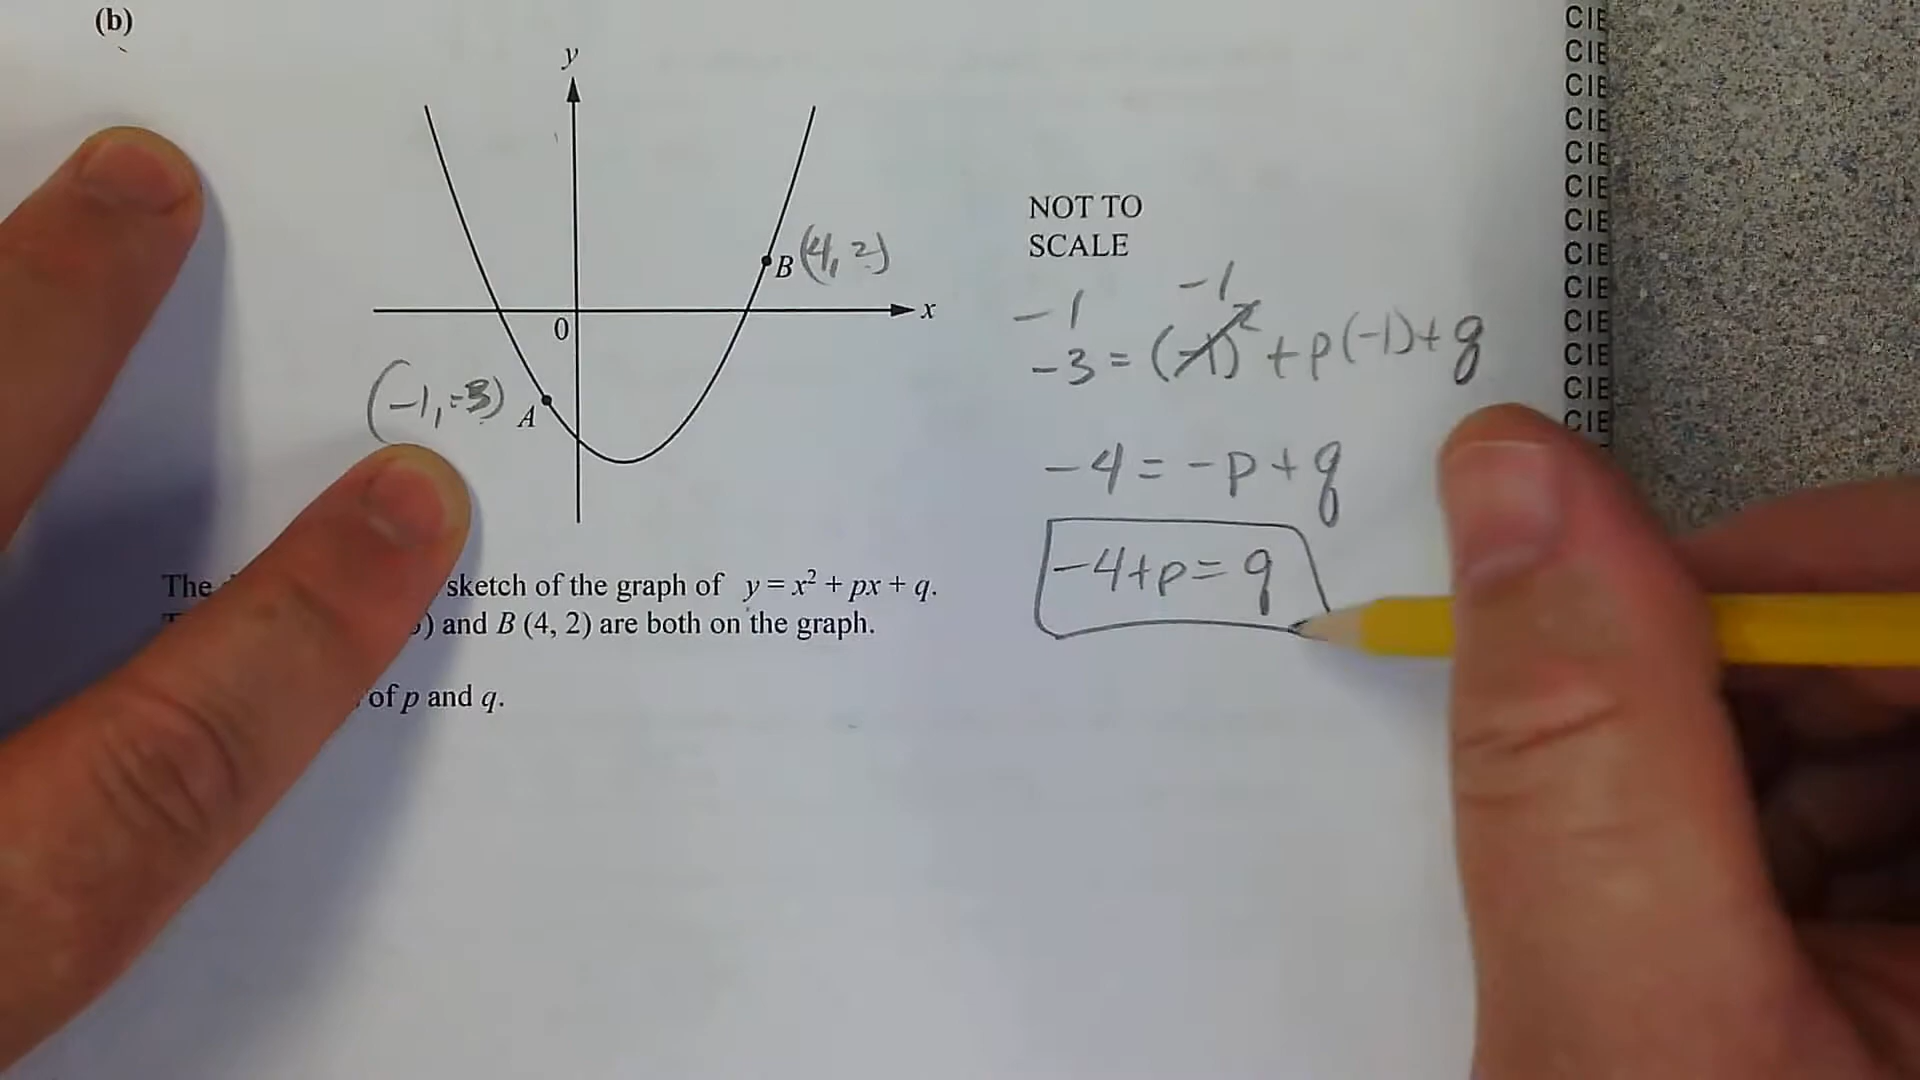 (b)
y
B (4, 2)
x
0
(-1, -3) A
NOT TO
SCALE
-1 -1
-3 = (-1)² + p(-1) + q
-4 = -p + q
-4 + p = q
The sketch of the graph of y = x² + px + q.
) and B (4, 2) are both on the graph.
of p and q.
CIE
CIE
CIE
CIE
CIE
CIE
CIE
CIE
CIE
CIE
CIE
CIE
CIE